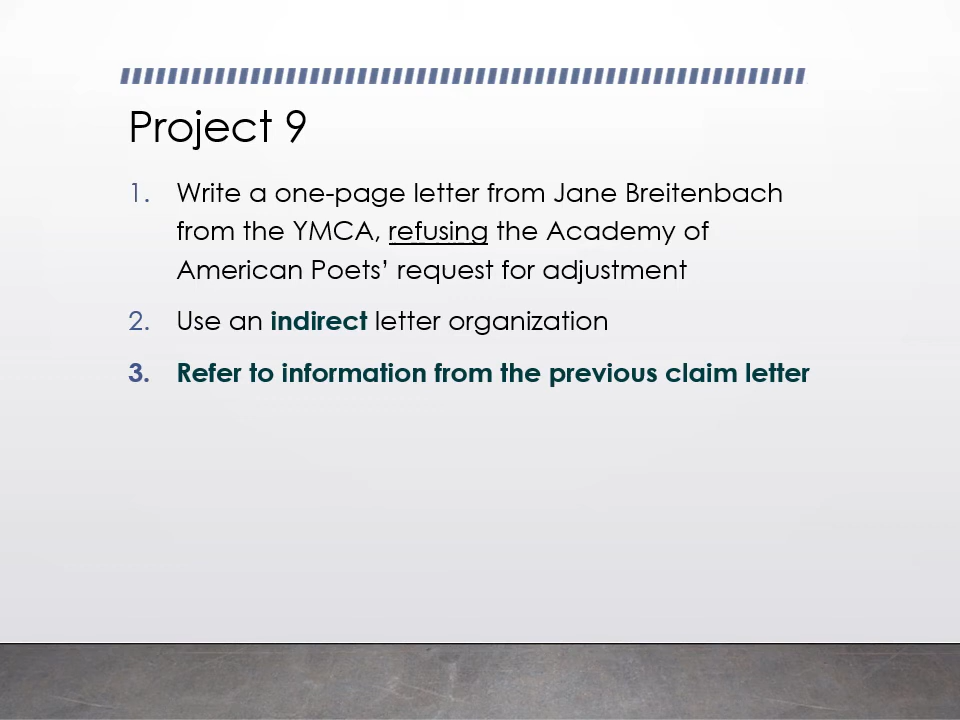 Project 9
1. Write a one-page letter from Jane Breitenbach
from the YMCA, refusing the Academy of
American Poets’ request for adjustment
2. Use an indirect letter organization
3. Refer to information from the previous claim letter